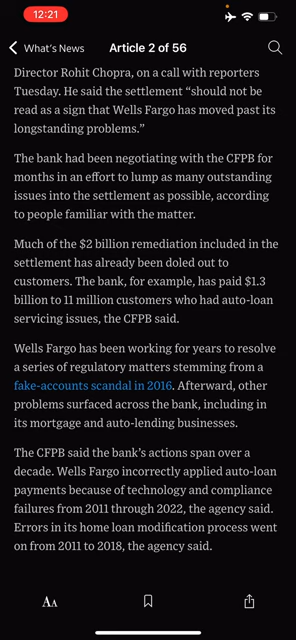 12:21
What's News
Article 2 of 56
Director Rohit Chopra, on a call with reporters
Tuesday. He said the settlement “should not be
read as a sign that Wells Fargo has moved past its
longstanding problems.”
The bank had been negotiating with the CFPB for
months in an effort to lump as many outstanding
issues into the settlement as possible, according
to people familiar with the matter.
Much of the $2 billion remediation included in the
settlement has already been doled out to
customers. The bank, for example, has paid $1.3
billion to 11 million customers who had auto-loan
servicing issues, the CFPB said.
Wells Fargo has been working for years to resolve
a series of regulatory matters stemming from a
fake-accounts scandal in 2016. Afterward, other
problems surfaced across the bank, including in
its mortgage and auto-lending businesses.
The CFPB said the bank's actions span over a
decade. Wells Fargo incorrectly applied auto-loan
payments because of technology and compliance
failures from 2011 through 2022, the agency said.
Errors in its home loan modification process went
on from 2011 to 2018, the agency said.
AA